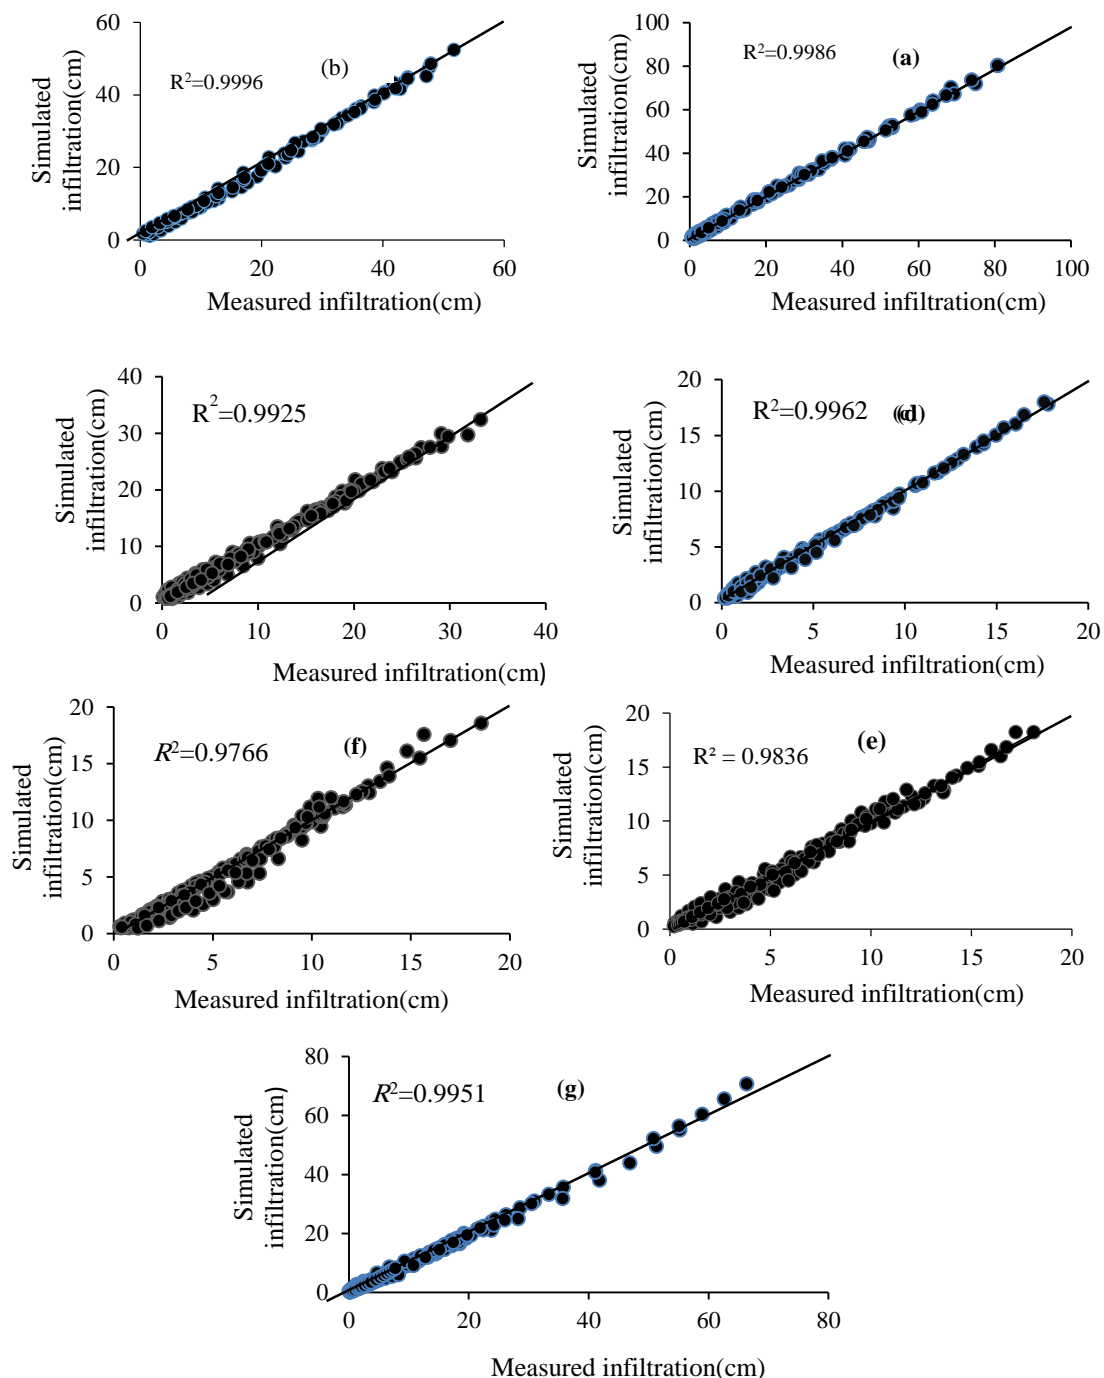 60
40
20
0
0 20 40 60
Simulated
infiltration(cm)
Measured infiltration(cm)
R²=0.9996
(b)
100
80
60
40
20
0
0 20 40 60 80 100
Simulated
infiltration(cm)
Measured infiltration(cm)
R²=0.9986
(a)
40
30
20
10
0
0 10 20 30 40
Simulated
infiltration(cm)
Measured infiltration(cm)
R²=0.9925
20
15
10
5
0
0 5 10 15 20
Simulated
infiltration(cm)
Measured infiltration(cm)
R²=0.9962
20
15
10
5
0
0 5 10 15 20
Simulated
infiltration(cm)
Measured infiltration(cm)
R²=0.9766
(f)
20
15
10
5
0
0 5 10 15 20
Simulated
infiltration(cm)
Measured infiltration(cm)
R² = 0.9836
(e)
80
60
40
20
0
0 20 40 60 80
Simulated
infiltration(cm)
Measured infiltration(cm)
R²=0.9951
(g)